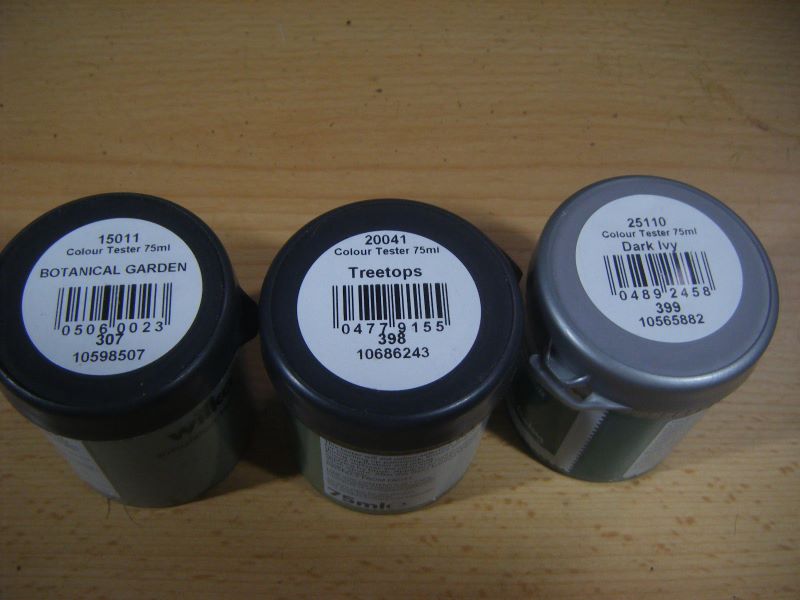 15011
Colour Tester 75ml
BOTANICAL GARDEN
0506 0023
307
10598507
20041
Colour Tester 75ml
Treetops
0477 9155
398
10686243
75ml
25110
Colour Tester 75ml
Dark Ivy
0489 2458
399
10565882